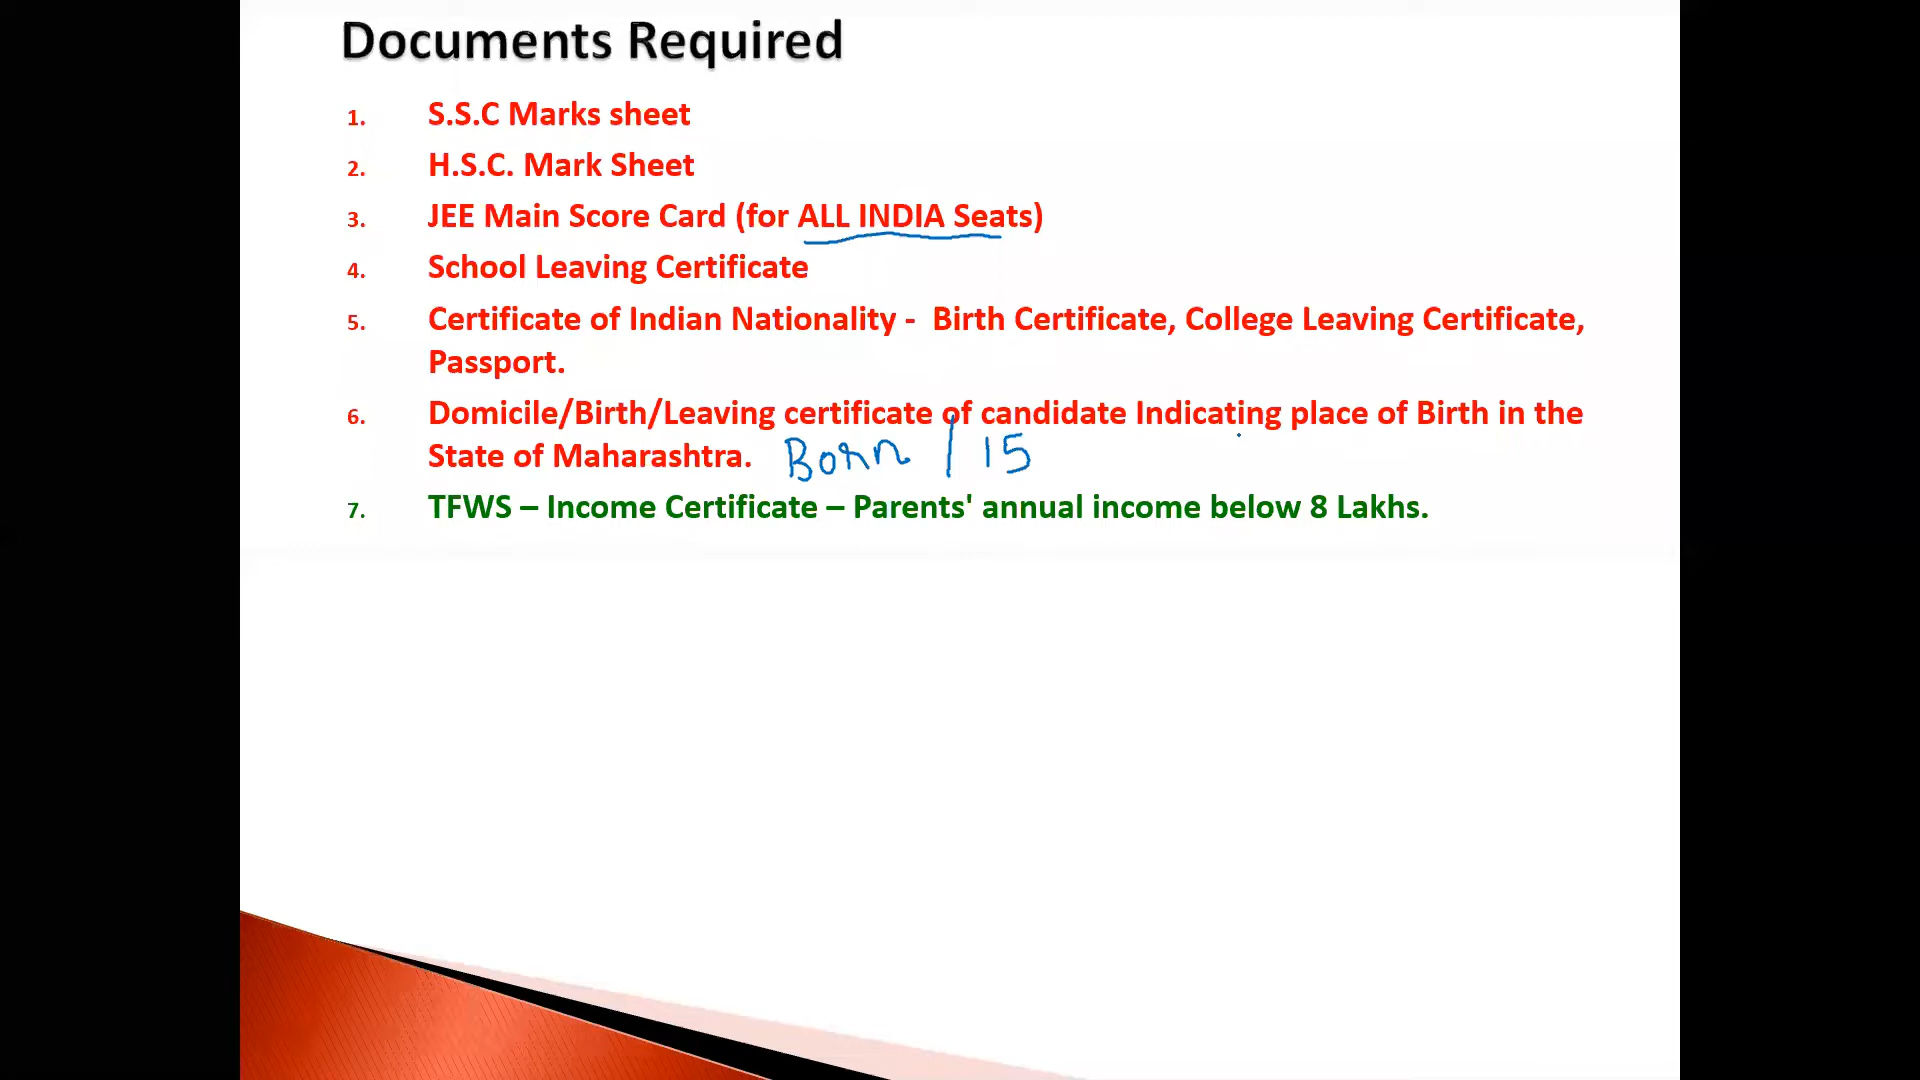 Documents Required
1. S.S.C Marks sheet
2. H.S.C. Mark Sheet
3. JEE Main Score Card (for ALL INDIA Seats)
4. School Leaving Certificate
5. Certificate of Indian Nationality - Birth Certificate, College Leaving Certificate,
Passport.
6. Domicile/Birth/Leaving certificate of candidate Indicating place of Birth in the
State of Maharashtra. Born / 15
7. TFWS – Income Certificate – Parents' annual income below 8 Lakhs.